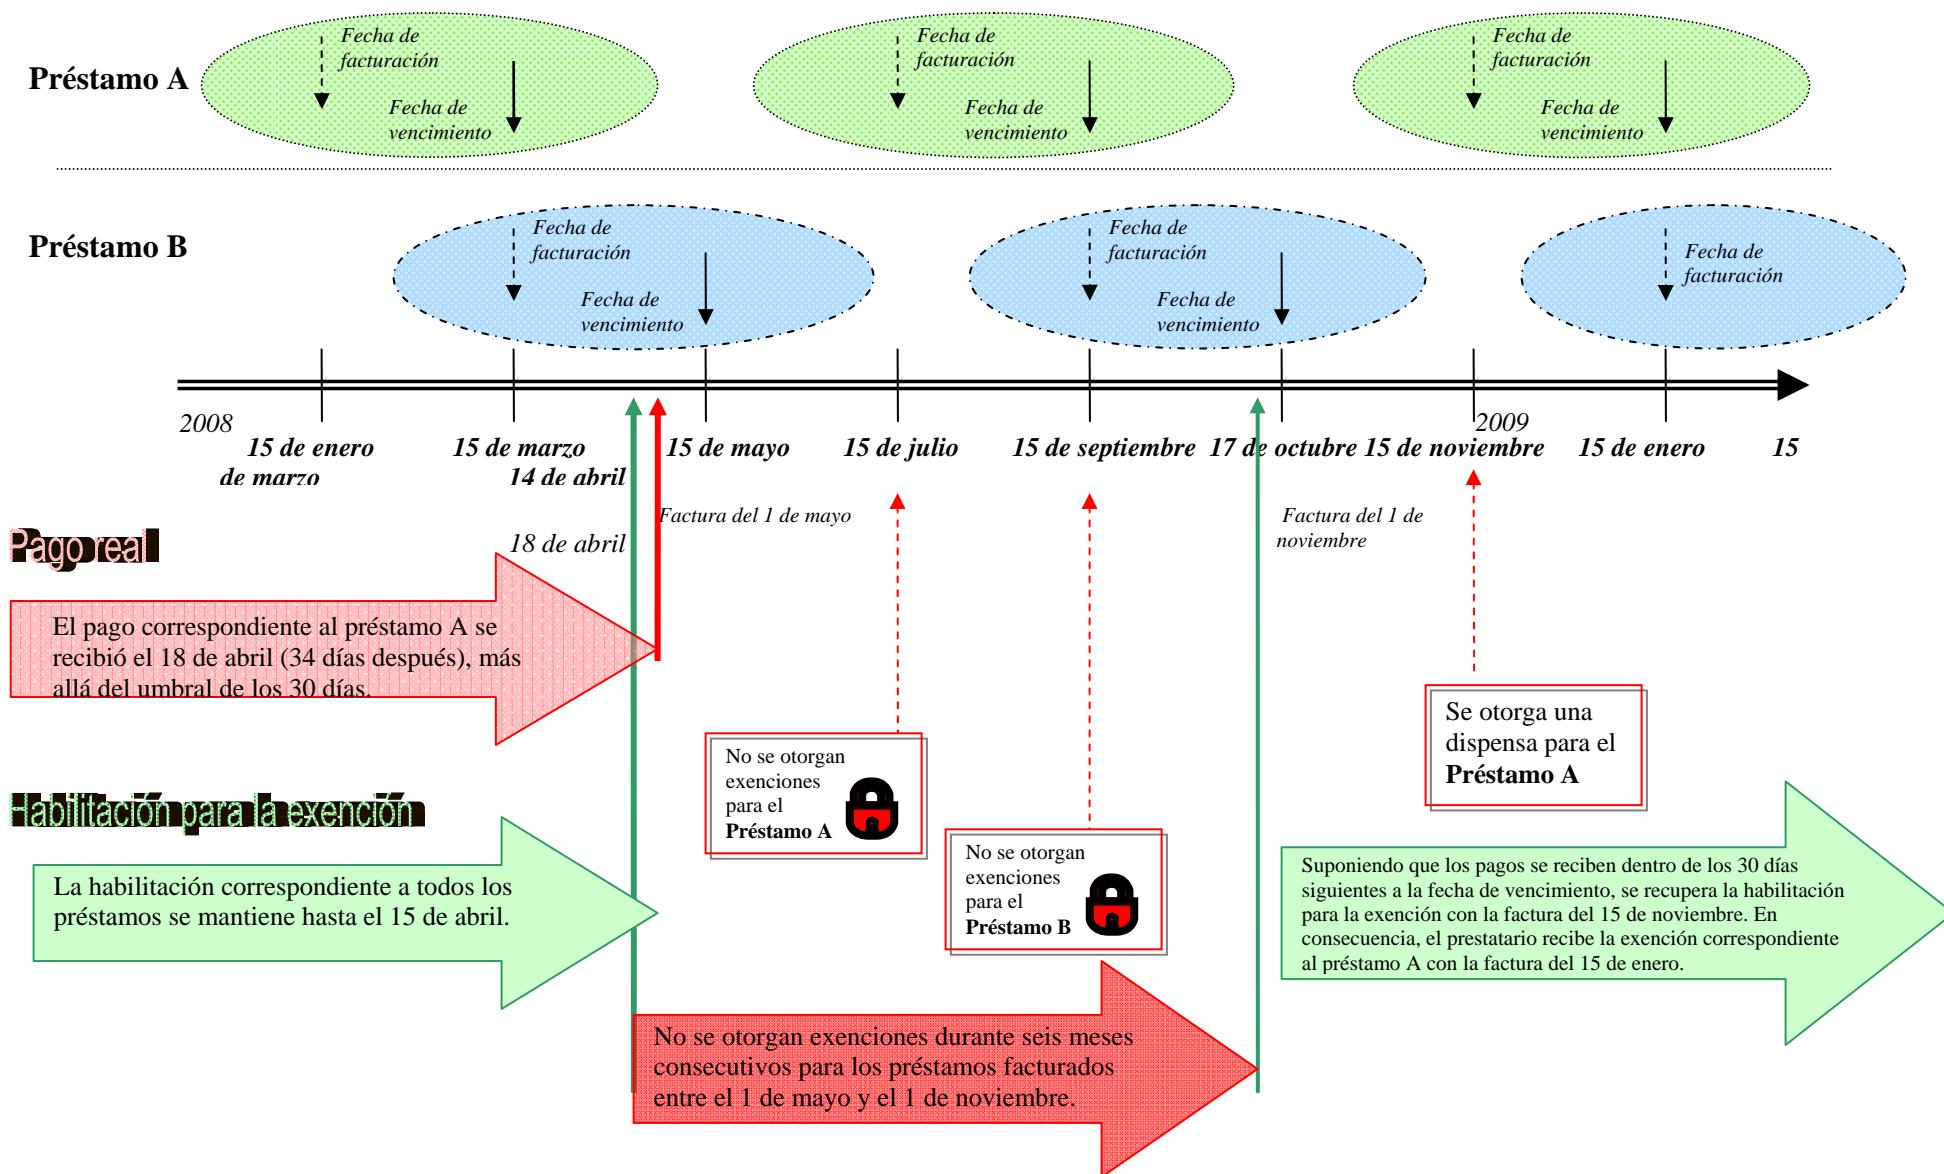 Préstamo A
Fecha de
facturación
Fecha de
vencimiento
Fecha de
facturación
Fecha de
vencimiento
Fecha de
facturación
Fecha de
vencimiento
Préstamo B
Fecha de
facturación
Fecha de
vencimiento
Fecha de
facturación
Fecha de
vencimiento
Fecha de
facturación
2008
2009
15 de enero 15 de marzo 15 de mayo 15 de julio 15 de septiembre 17 de octubre 15 de noviembre 15 de enero 15
de marzo 14 de abril
Factura del 1 de mayo
18 de abril
Factura del 1 de
noviembre
Pago real
El pago correspondiente al préstamo A se
recibió el 18 de abril (34 días después), más
allá del umbral de los 30 días.
No se otorgan
exenciones
para el
Préstamo A
No se otorgan
exenciones
para el
Préstamo B
Se otorga una
dispensa para el
Préstamo A
Habilitación para la exención
La habilitación correspondiente a todos los
préstamos se mantiene hasta el 15 de abril.
Suponiendo que los pagos se reciben dentro de los 30 días
siguientes a la fecha de vencimiento, se recupera la habilitación
para la exención con la factura del 15 de noviembre. En
consecuencia, el prestatario recibe la exención correspondiente
al préstamo A con la factura del 15 de enero.
No se otorgan exenciones durante seis meses
consecutivos para los préstamos facturados
entre el 1 de mayo y el 1 de noviembre.